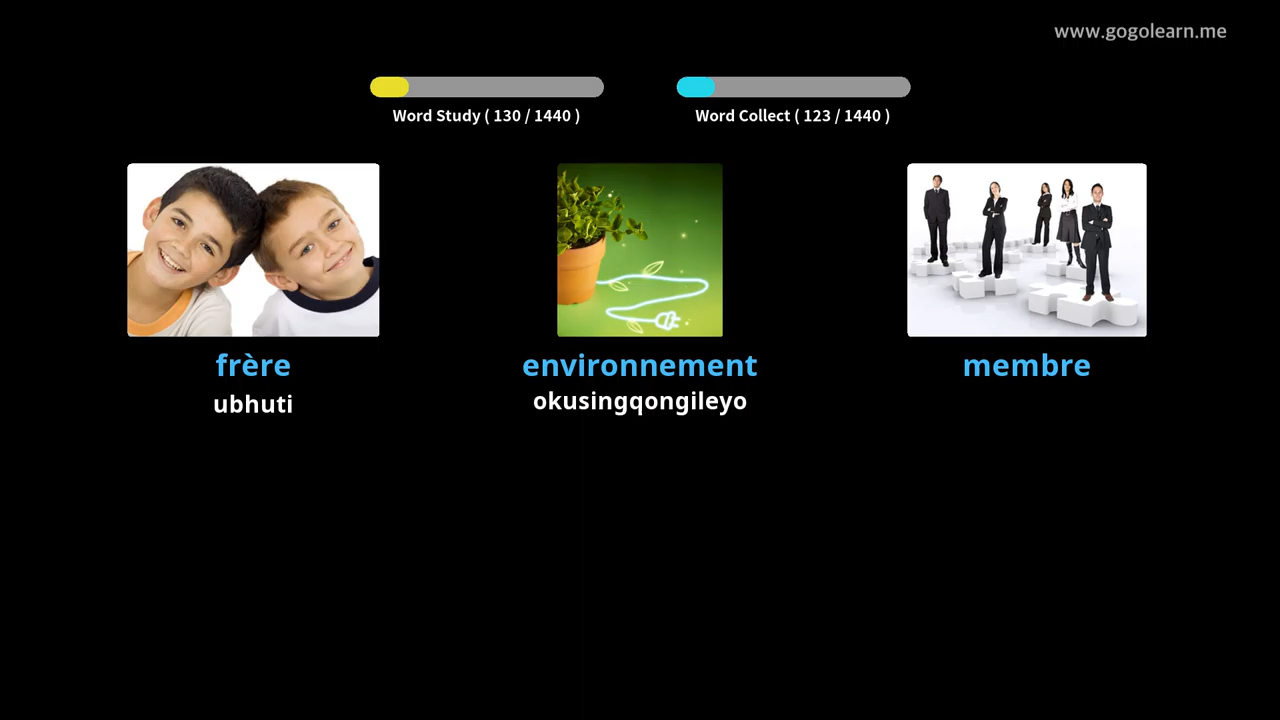 www.gogolearn.me
Word Study ( 130 / 1440 )
Word Collect ( 123 / 1440 )
frère
environnement
membre
ubhuti
okusingqongileyo